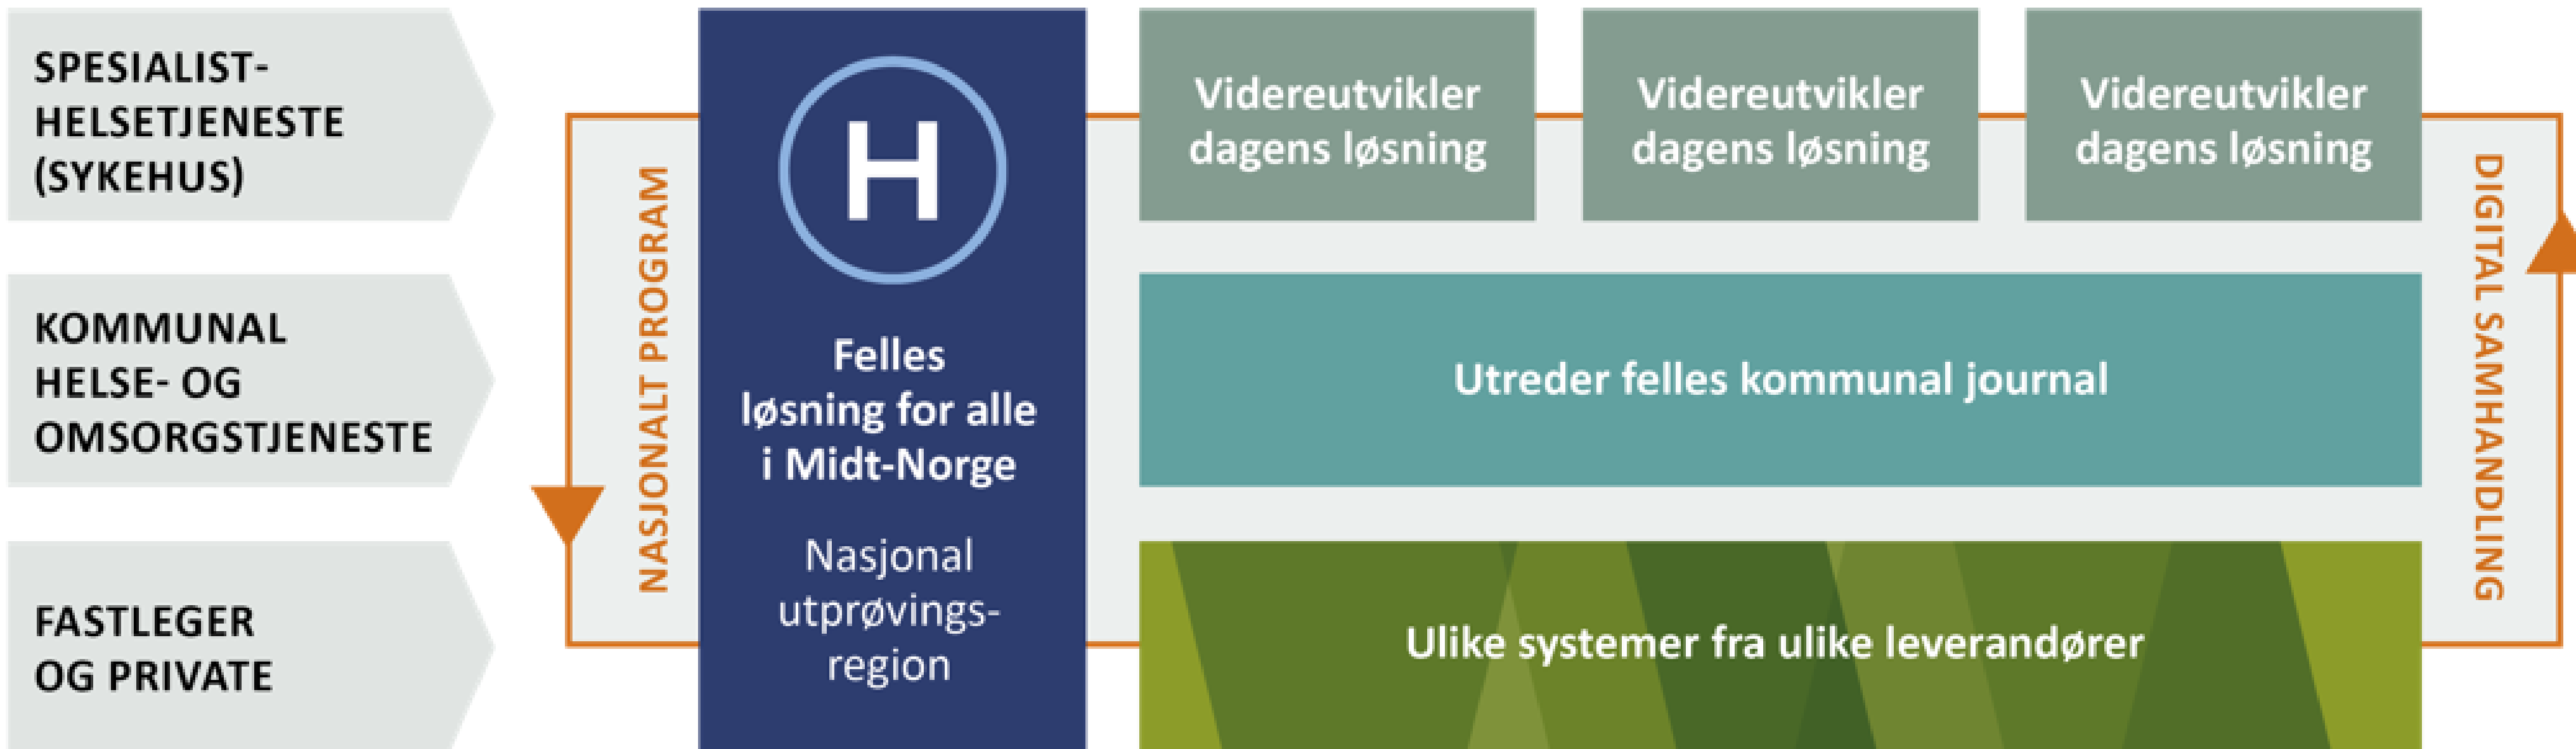 SPESIALIST-
HELSETJENESTE
(SYKEHUS)
KOMMUNAL
HELSE- OG
OMSORGSTJENESTE
FASTLEGER
OG PRIVATE
NASJONALT PROGRAM
H
Felles
løsning for alle
i Midt-Norge
Nasjonal
utprøvings-
region
Videreutvikler
dagens løsning
Videreutvikler
dagens løsning
Videreutvikler
dagens løsning
Utreder felles kommunal journal
Ulike systemer fra ulike leverandører
DIGITAL SAMHANDLING